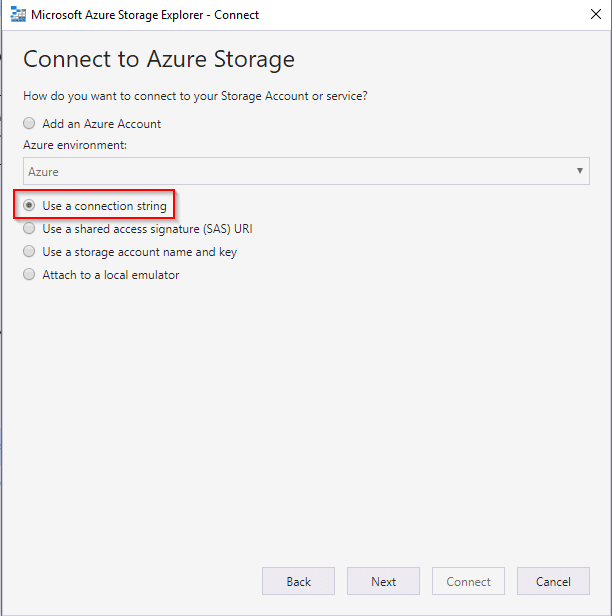 Microsoft Azure Storage Explorer - Connect
Connect to Azure Storage
How do you want to connect to your Storage Account or service?
Add an Azure Account
Azure environment:
Azure
Use a connection string
Use a shared access signature (SAS) URI
Use a storage account name and key
Attach to a local emulator
Back Next Connect Cancel